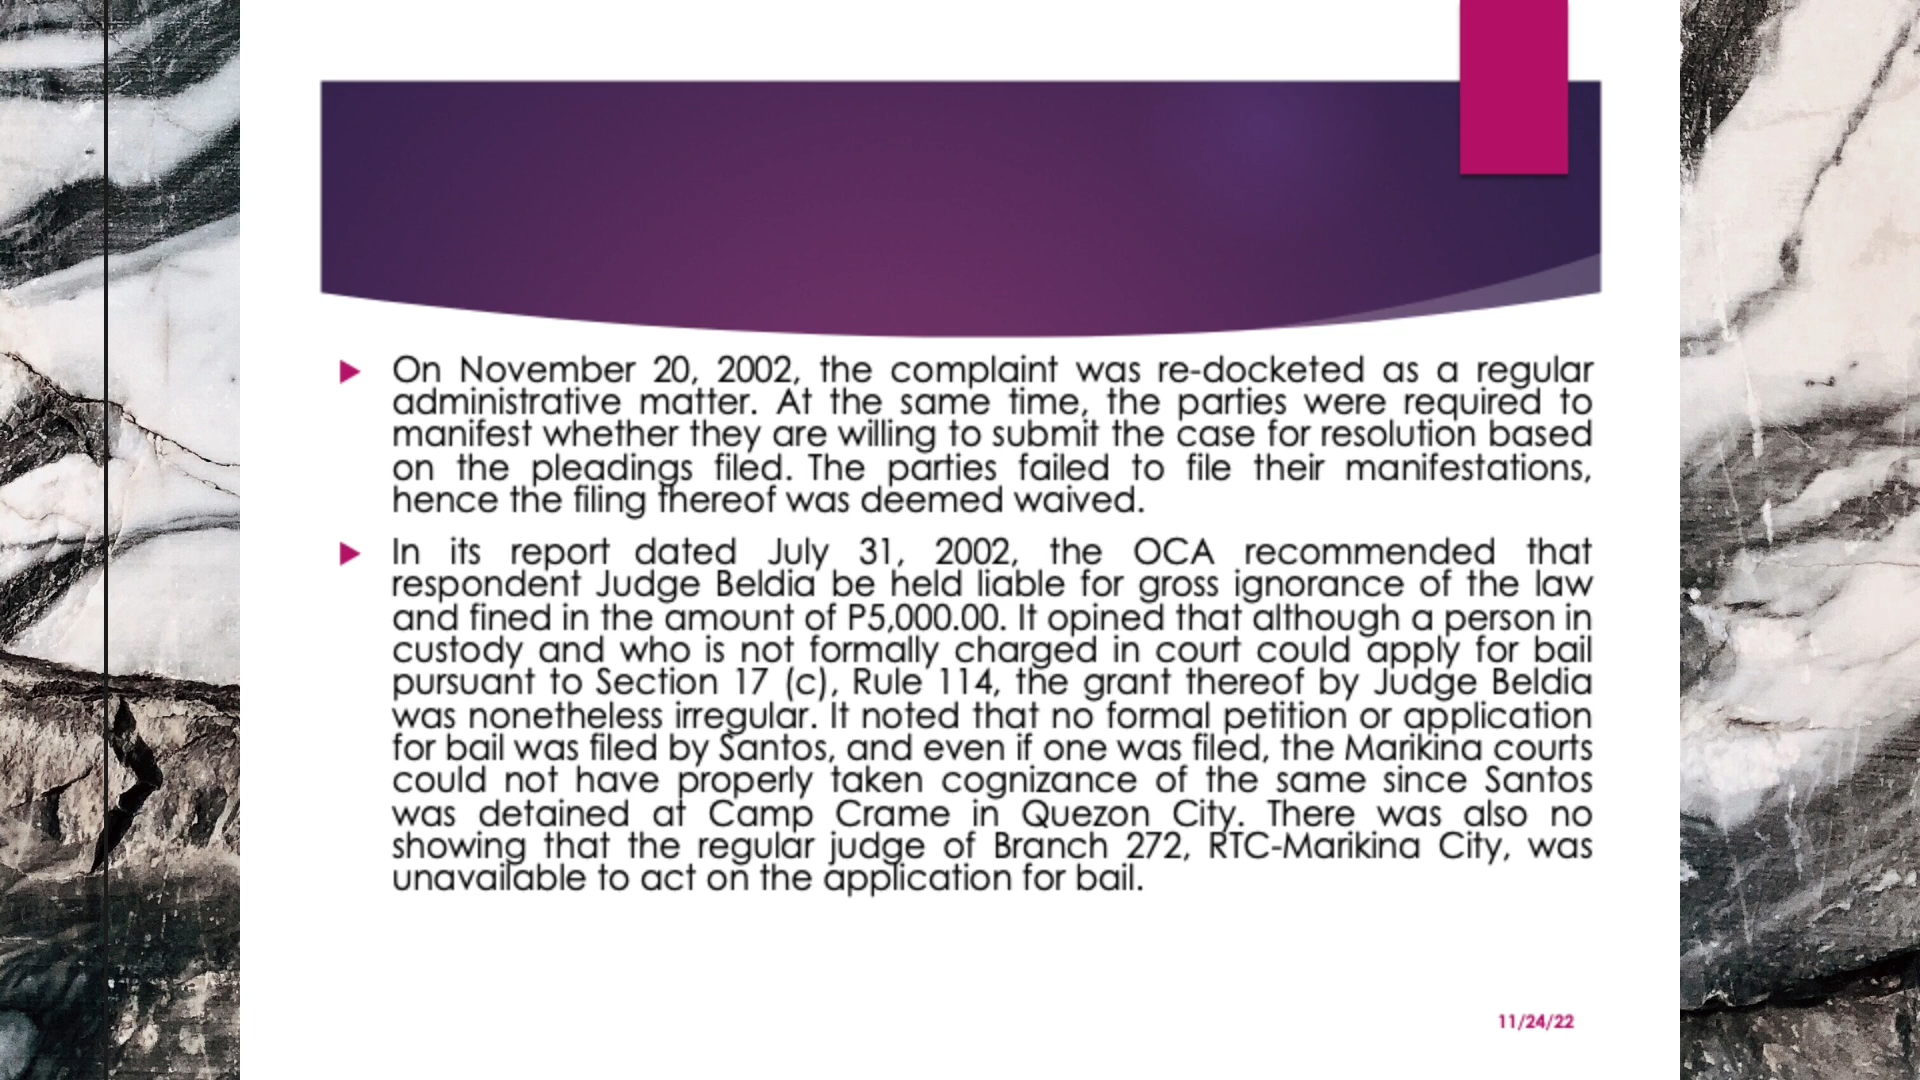 On November 20, 2002, the complaint was re-docketed as a regular
administrative matter. At the same time, the parties were required to
manifest whether they are willing to submit the case for resolution based
on the pleadings filed. The parties failed to file their manifestations,
hence the filing thereof was deemed waived.
In its report dated July 31, 2002, the OCA recommended that
respondent Judge Beldia be held liable for gross ignorance of the law
and fined in the amount of P5,000.00. It opined that although a person in
custody and who is not formally charged in court could apply for bail
pursuant to Section 17 (c), Rule 114, the grant thereof by Judge Beldia
was nonetheless irregular. It noted that no formal petition or application
for bail was filed by Santos, and even if one was filed, the Marikina courts
could not have properly taken cognizance of the same since Santos
was detained at Camp Crame in Quezon City. There was also no
showing that the regular judge of Branch 272, RTC-Marikina City, was
unavailable to act on the application for bail.
11/24/22